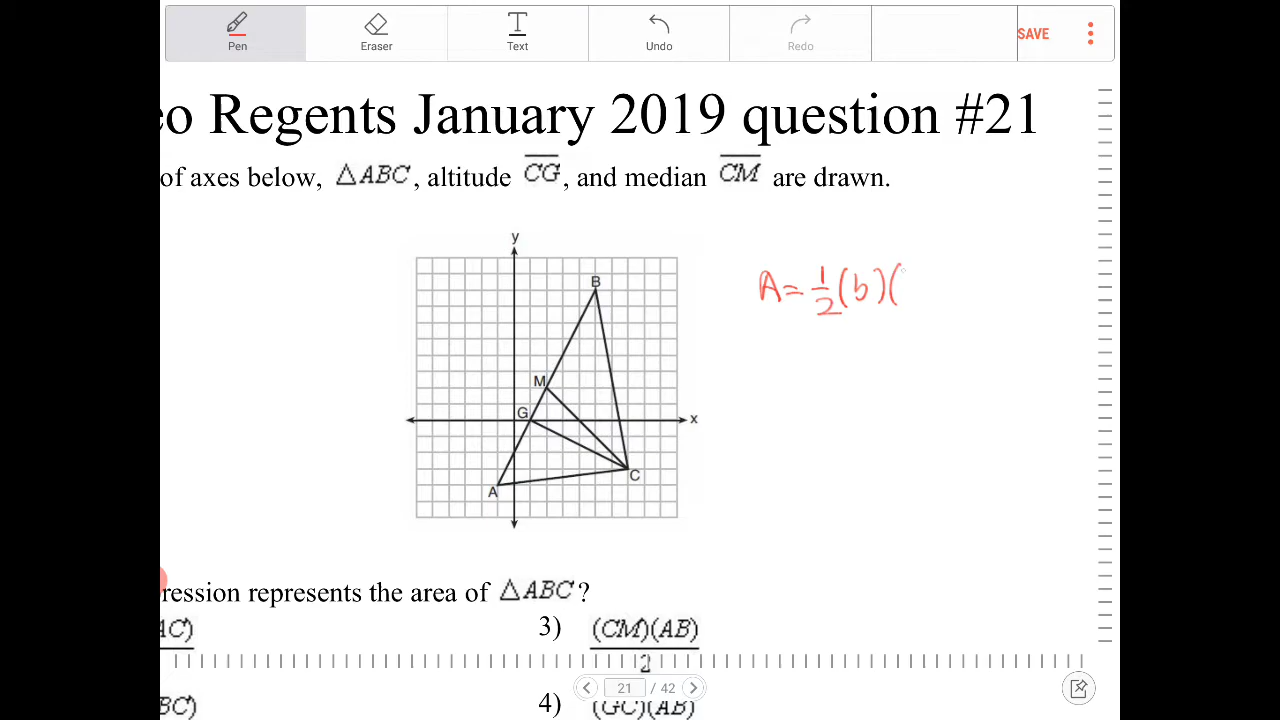 Pen Eraser Text Undo Redo SAVE
eo Regents January 2019 question #21
of axes below, △ABC, altitude CG, and median CM are drawn.
y
B
A = 1/2 (b)(
M
G
x
C
A
ression represents the area of △ABC?
AC)
3) (CM)(AB)
2
21 / 42
BC)
4) (GC)(AB)